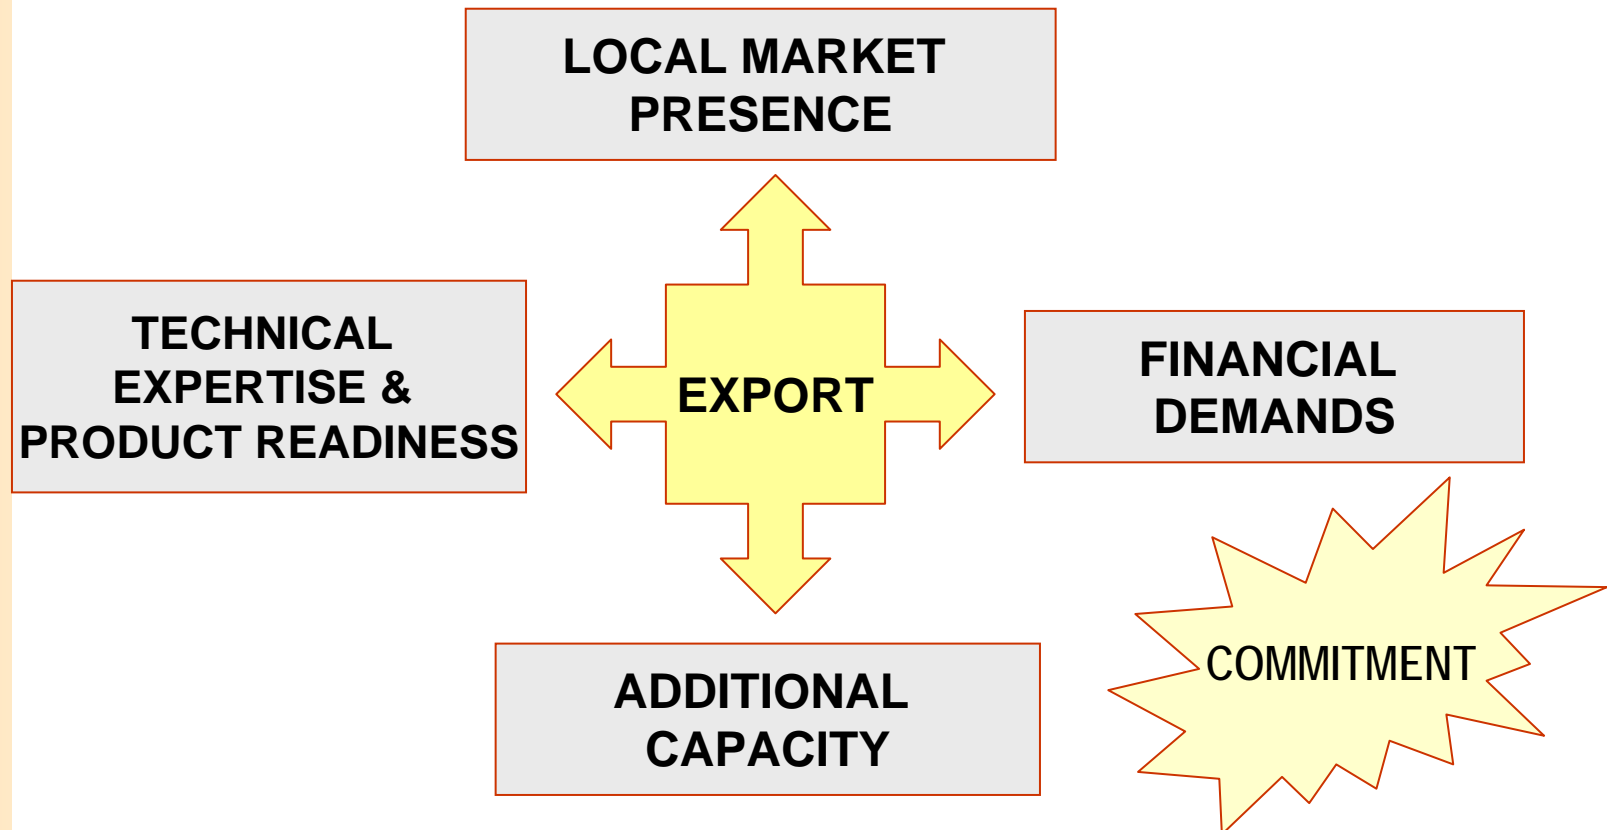 LOCAL MARKET
PRESENCE
TECHNICAL
EXPERTISE &
PRODUCT READINESS
EXPORT
FINANCIAL
DEMANDS
ADDITIONAL
CAPACITY
COMMITMENT